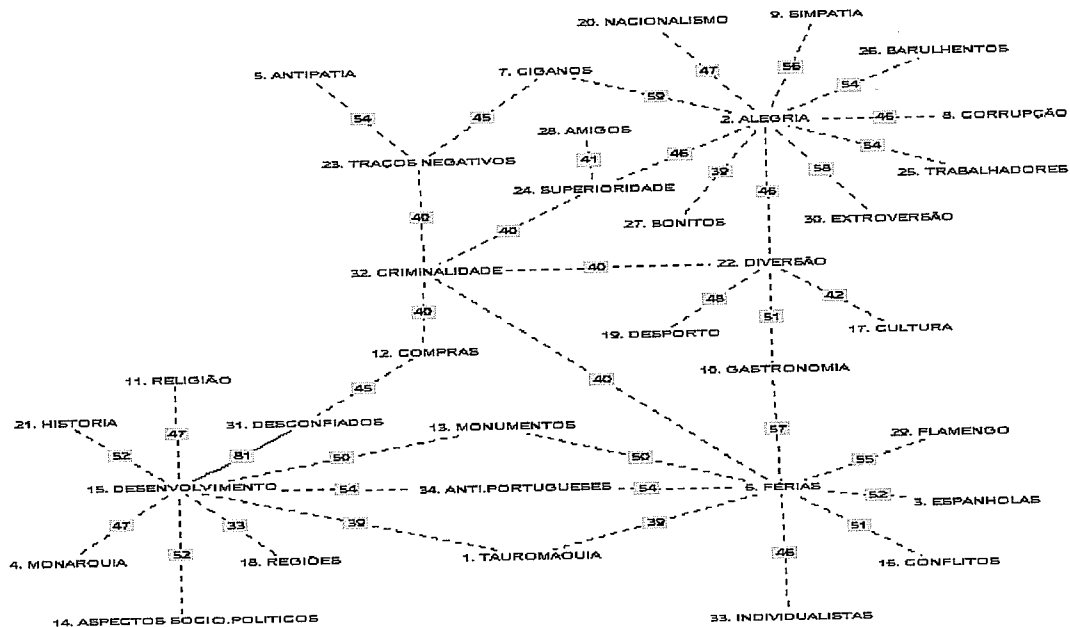 20. NACIONALISMO
9. SIMPATIA
26. BARULHENTOS
5. ANTIPATIA
7. CIGANOS
47
56
54
59
54
45
28. AMIGOS
2. ALEGRIA
46
8. CORRUPÇÃO
41
46
54
23. TRAÇOS NEGATIVOS
24. SUPERIORIDADE
39
58
25. TRABALHADORES
46
40
40
27. BONITOS
30. EXTROVERSÃO
32. CRIMINALIDADE
40
22. DIVERSÃO
40
48
42
51
19. DESPORTO
17. CULTURA
12. COMPRAS
10. GASTRONOMIA
11. RELIGIÃO
45
40
21. HISTORIA
31. DESCONFIADOS
13. MONUMENTOS
57
29. FLAMENGO
47
52
81
50
50
55
15. DESENVOLVIMENTO
54
34. ANTI.PORTUGUESES
54
6. FERIAS
52
3. ESPANHOLAS
47
33
39
39
51
52
46
4. MONARQUIA
18. REGIÕES
1. TAUROMAQUIA
16. CONFLITOS
14. ASPECTOS SOCIO.POLITICOS
33. INDIVIDUALISTAS